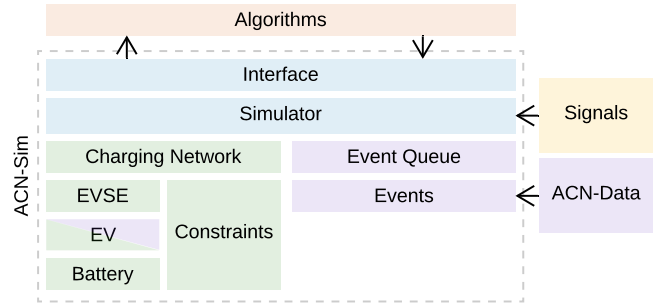 Algorithms
Interface
Simulator
Signals
Charging Network
Event Queue
ACN-Sim
EVSE
Events
ACN-Data
EV
Constraints
Battery